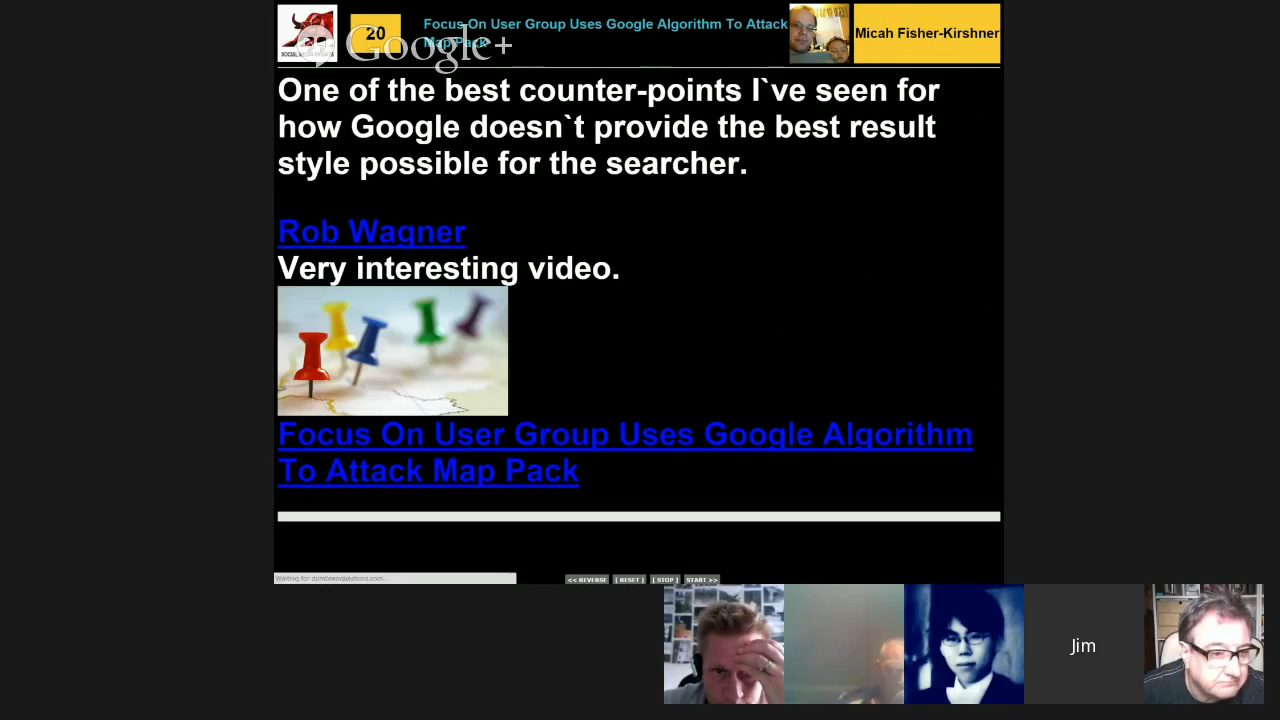 20
Focus On User Group Uses Google Algorithm To Attack
Map Pack
Google+
Micah Fisher-Kirshner
One of the best counter-points I`ve seen for
how Google doesn`t provide the best result
style possible for the searcher.
Rob Wagner
Very interesting video.
Focus On User Group Uses Google Algorithm
To Attack Map Pack
<< REVERSE
[ RESET ]
[ STOP ]
START >>
Jim